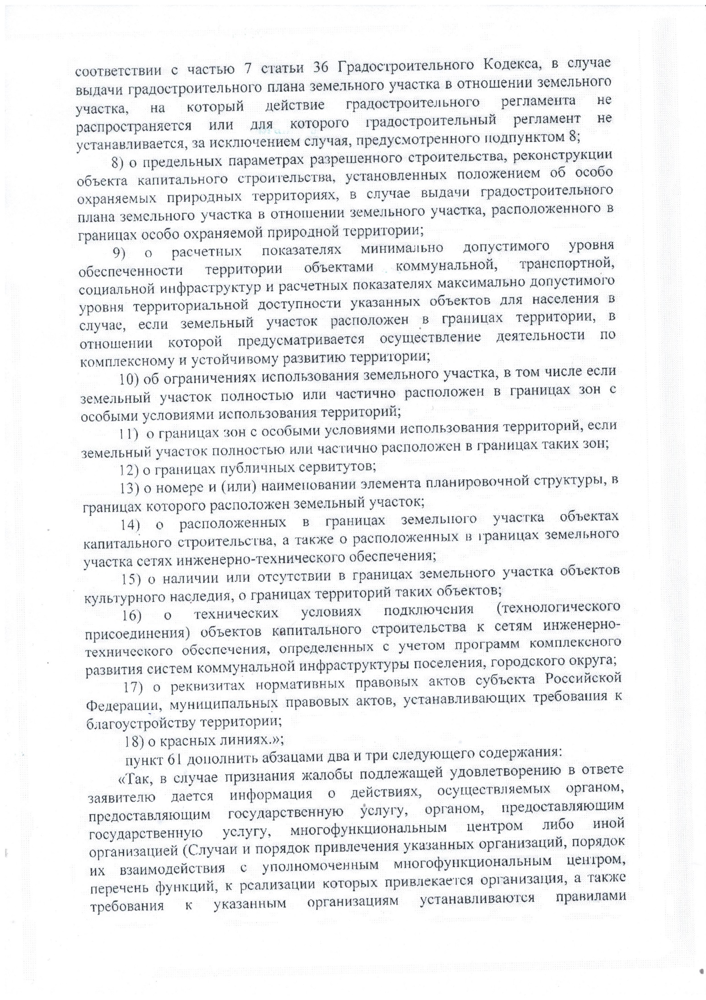 соответствии с частью 7 статьи 36 Градостроительного Кодекса, в случае
выдачи градостроительного плана земельного участка в отношении земельного
участка, на который действие градостроительного регламента не
распространяется или для которого градостроительный регламент не
устанавливается, за исключением случая, предусмотренного подпунктом 8;
8) о предельных параметрах разрешенного строительства, реконструкции
объекта капитального строительства, установленных положением об особо
охраняемых природных территориях, в случае выдачи градостроительного
плана земельного участка в отношении земельного участка, расположенного в
границах особо охраняемой природной территории;
9) о расчетных показателях минимально допустимого уровня
обеспеченности территории объектами коммунальной, транспортной,
социальной инфраструктур и расчетных показателях максимально допустимого
уровня территориальной доступности указанных объектов для населения в
случае, если земельный участок расположен в границах территории, в
отношении которой предусматривается осуществление деятельности по
комплексному и устойчивому развитию территории;
10) об ограничениях использования земельного участка, в том числе если
земельный участок полностью или частично расположен в границах зон с
особыми условиями использования территорий;
11) о границах зон с особыми условиями использования территорий, если
земельный участок полностью или частично расположен в границах таких зон;
12) о границах публичных сервитутов;
13) о номере и (или) наименовании элемента планировочной структуры, в
границах которого расположен земельный участок;
14) о расположенных в границах земельного участка объектах
капитального строительства, а также о расположенных в границах земельного
участка сетях инженерно-технического обеспечения;
15) о наличии или отсутствии в границах земельного участка объектов
культурного наследия, о границах территорий таких объектов;
16) о технических условиях подключения (технологического
присоединения) объектов капитального строительства к сетям инженерно-
технического обеспечения, определенных с учетом программ комплексного
развития систем коммунальной инфраструктуры поселения, городского округа;
17) о реквизитах нормативных правовых актов субъекта Российской
Федерации, муниципальных правовых актов, устанавливающих требования к
благоустройству территории;
18) о красных линиях.»;
пункт 61 дополнить абзацами два и три следующего содержания:
«Так, в случае признания жалобы подлежащей удовлетворению в ответе
заявителю дается информация о действиях, осуществляемых органом,
предоставляющим государственную услугу, органом, предоставляющим
государственную услугу, многофункциональным центром либо иной
организацией (Случаи и порядок привлечения указанных организаций, порядок
их взаимодействия с уполномоченным многофункциональным центром,
перечень функций, к реализации которых привлекается организация, а также
требования к указанным организациям устанавливаются правилами